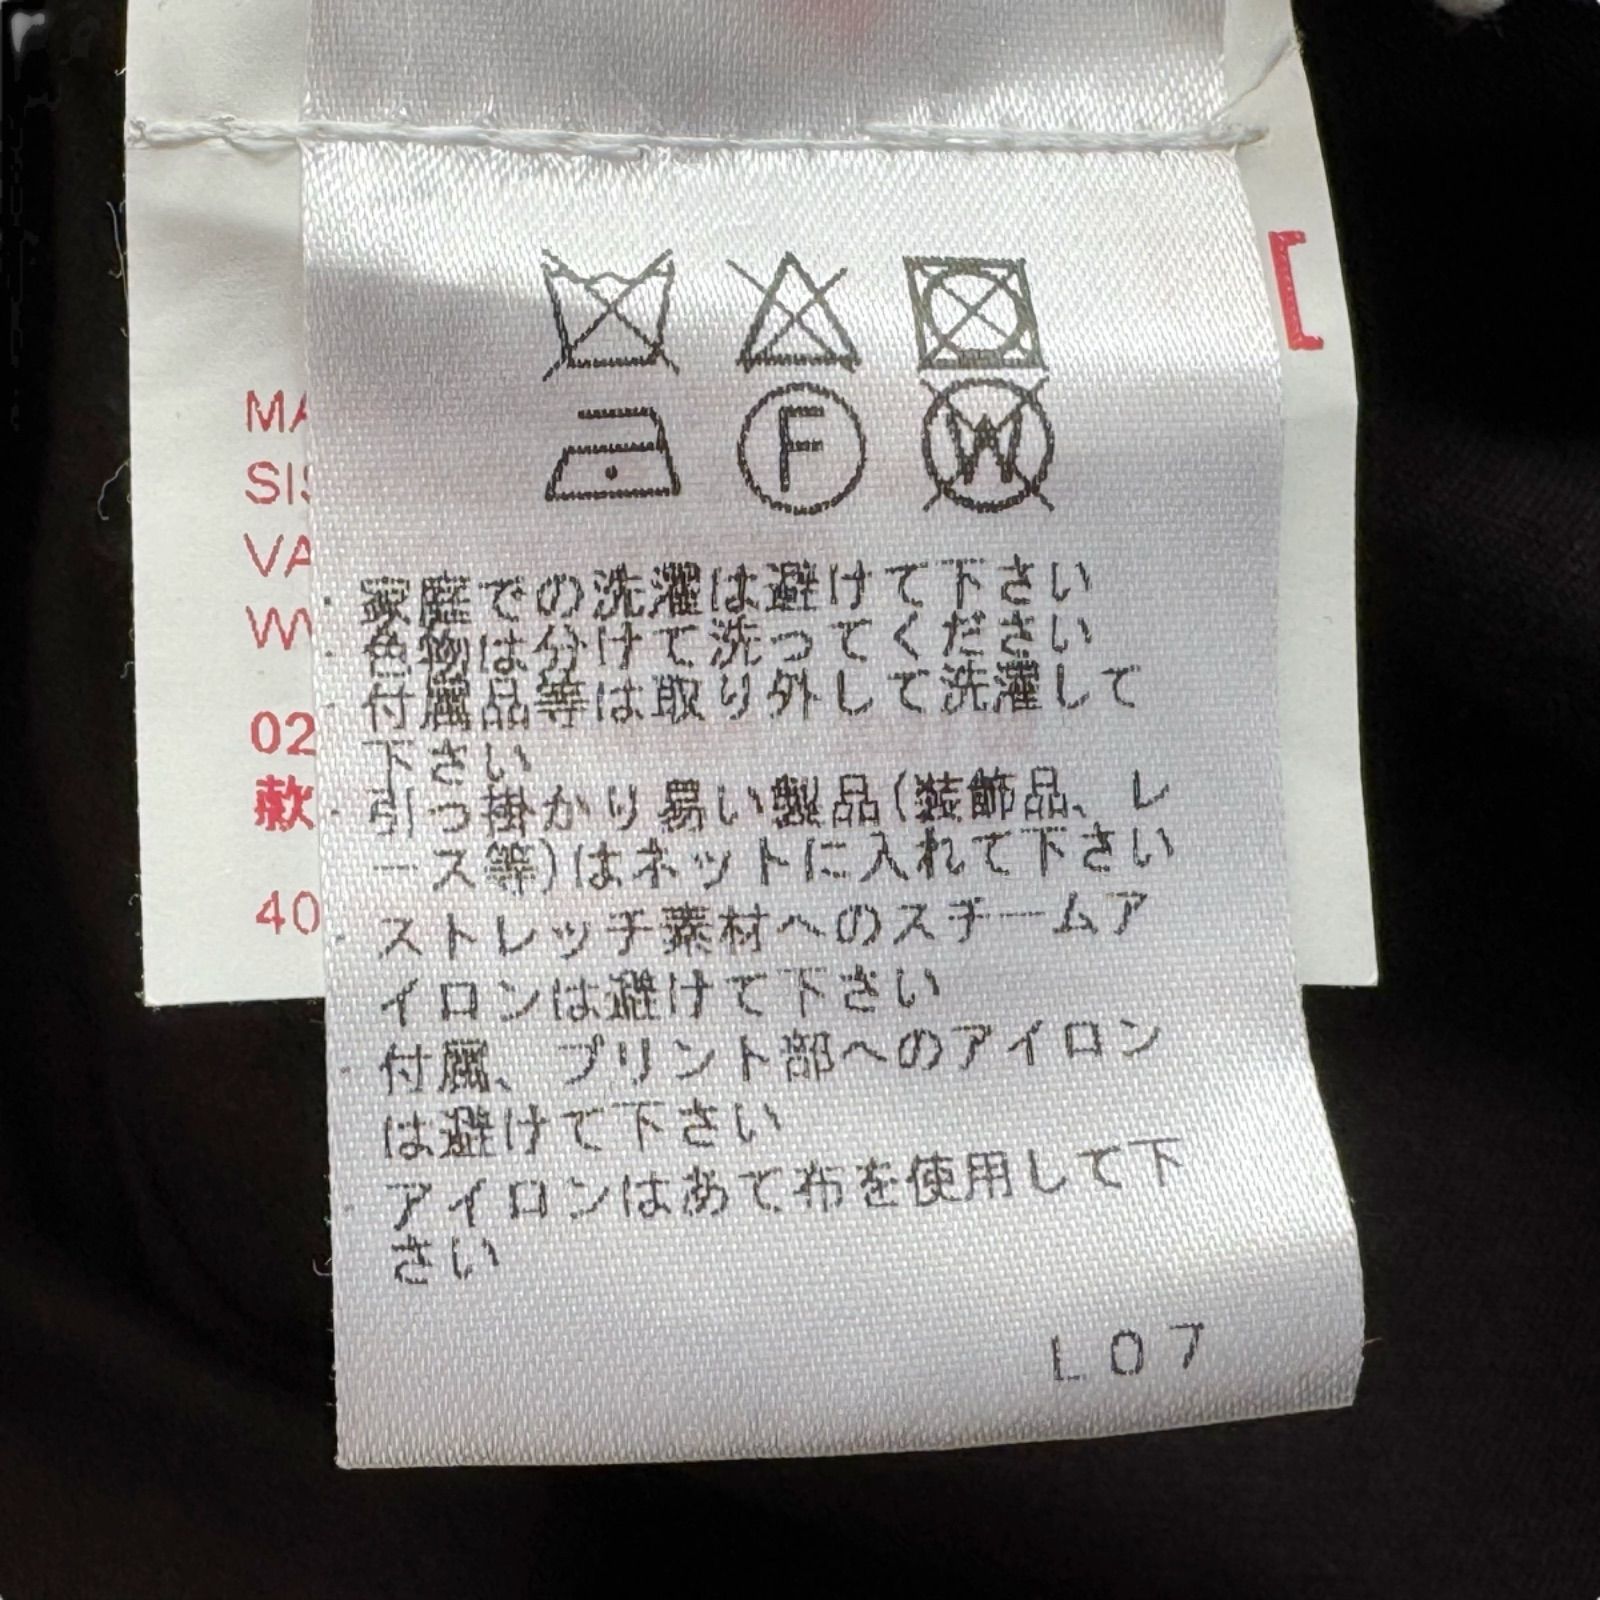 [
MA
SIS
VA
W
02
款
40
F
W
家庭での洗濯は避けて下さい
色物は分けて洗ってください
付属品等は取り外して洗濯して
下さい
引っ掛かり易い製品(装飾品、レ
ース等)はネットに入れて下さい
ストレッチ素材へのスチームア
イロンは避けて下さい
付属、プリント部へのアイロン
は避けて下さい
アイロンはあて布を使用して下
さい
L07